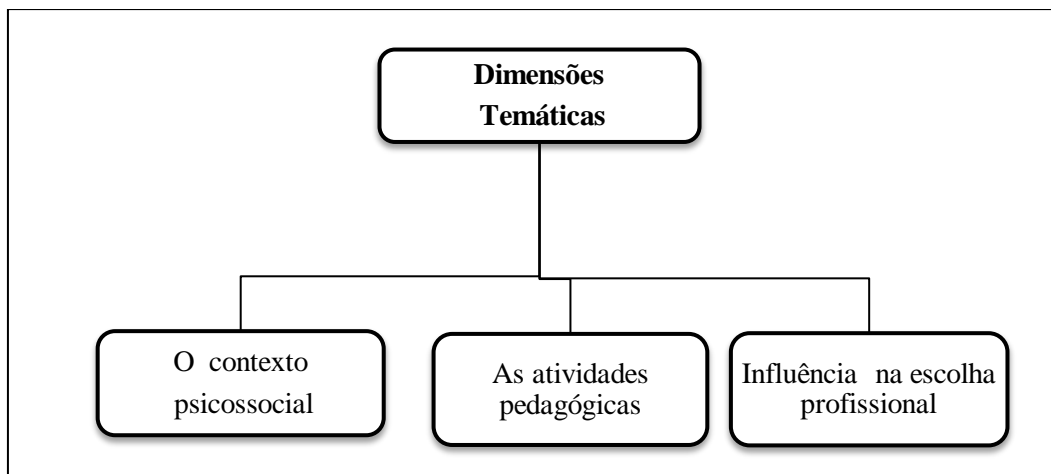 Dimensões
Temáticas
O contexto
psicossocial
As atividades
pedagógicas
Influência na escolha
profissional